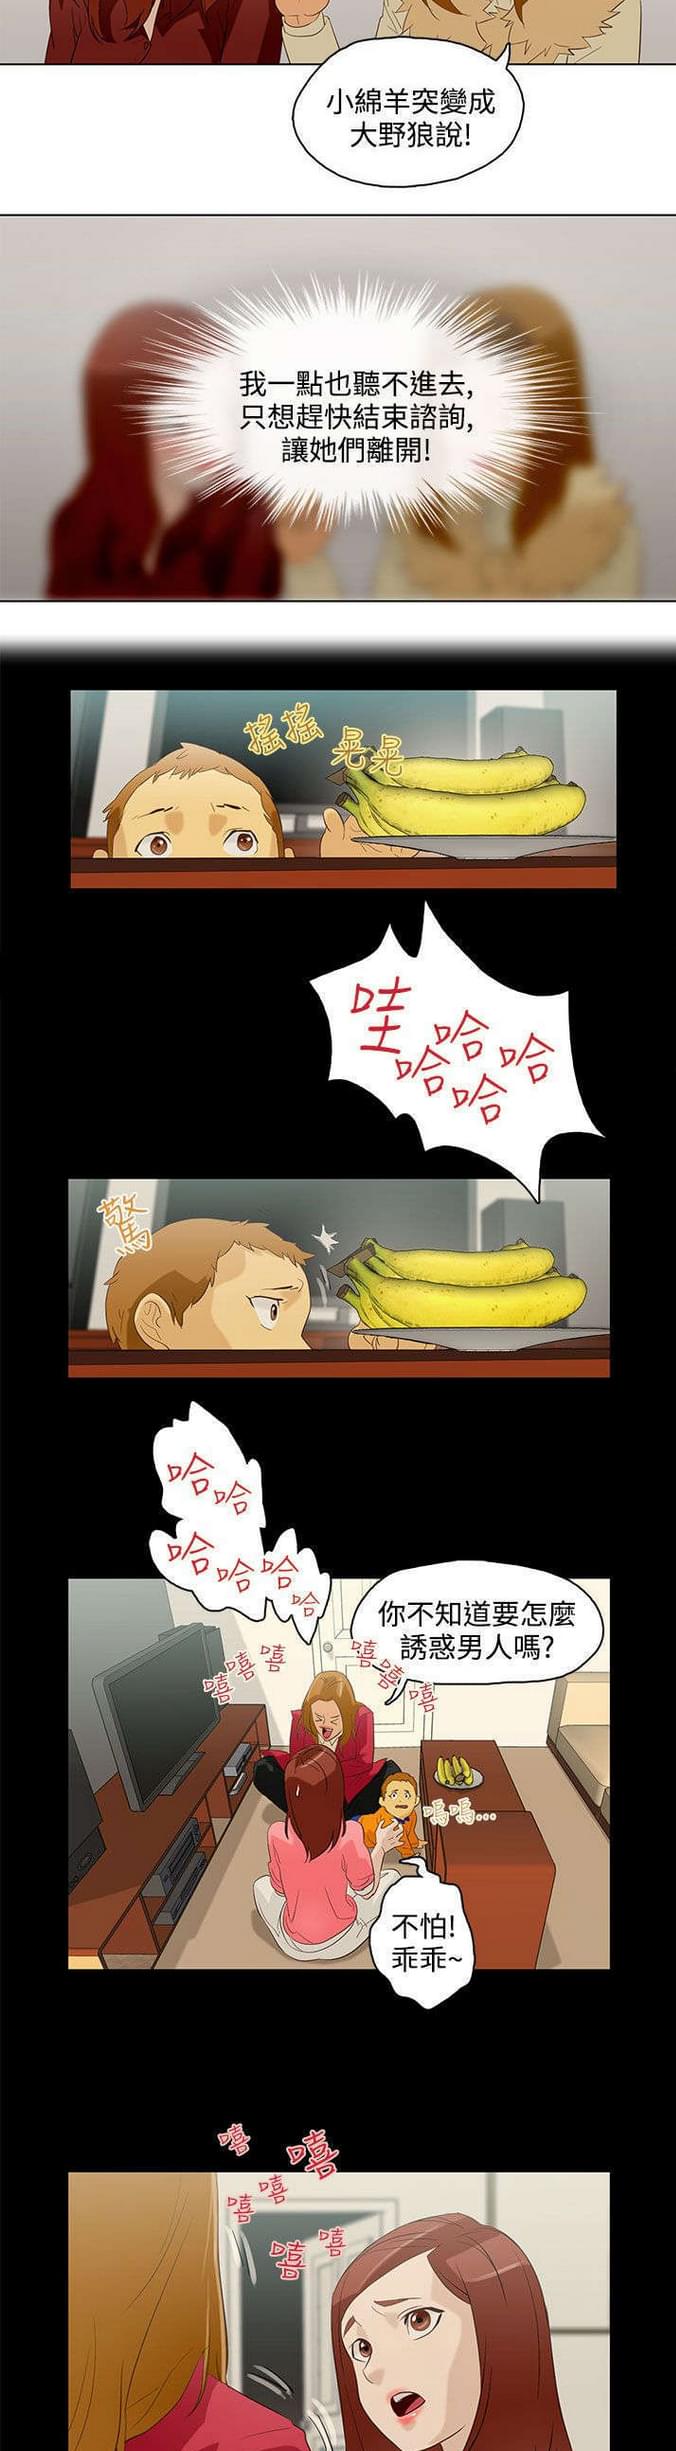 小綿羊突變成
大野狼說!
我一點也聽不進去,
只想趕快結束諮詢,
讓她們離開!
搖搖
晃晃
哇
哈哈
哈哈哈
驚
哈哈
哈哈哈哈
嘻嘻嘻
嘻嘻嘻
你不知道要怎麼
誘惑男人嗎?
嗚嗚...
不怕!
乖乖~
嘻
嘻
嘻嘻
嘻嘻